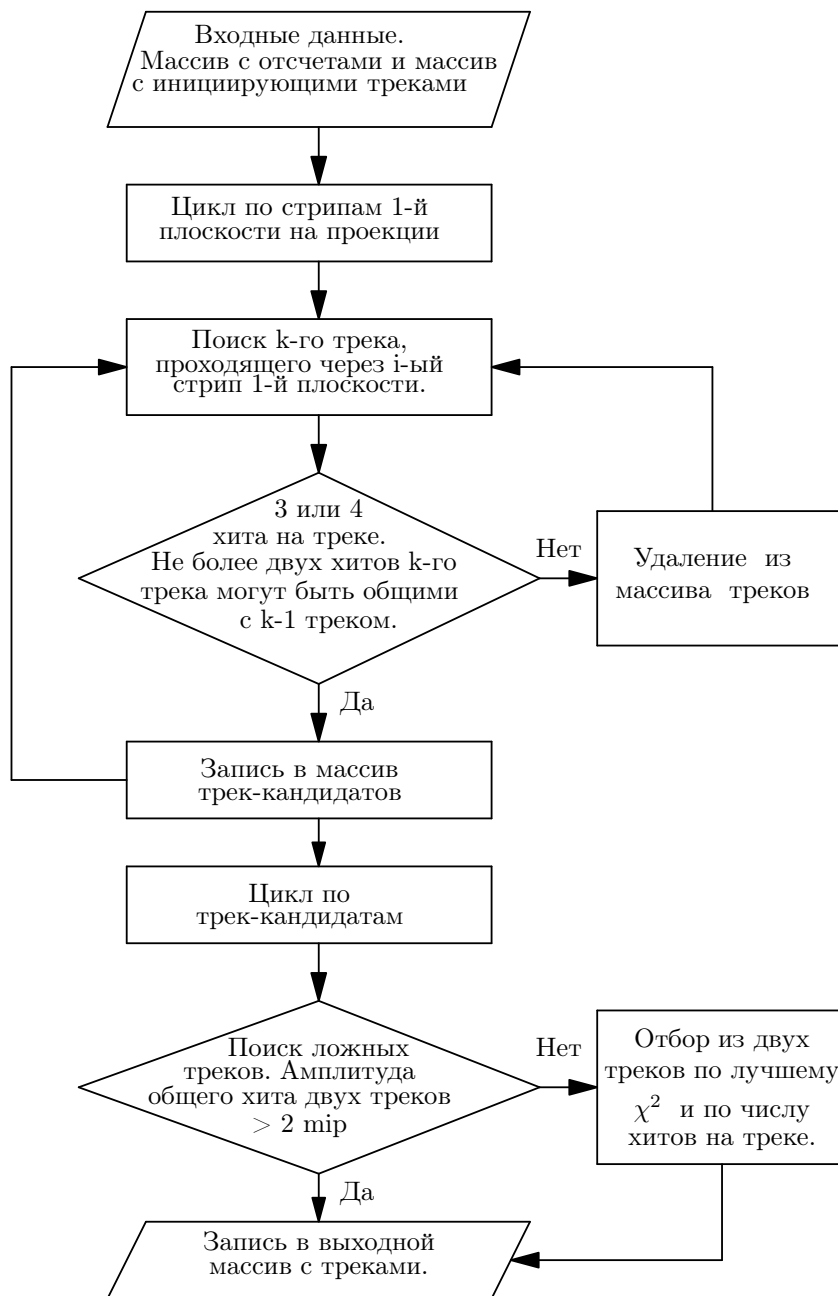 Входные данные.
Массив с отсчетами и массив
с инициирующими треками
Цикл по стрипам 1-й
плоскости на проекции
Поиск k-го трека,
проходящего через i-ый
стрип 1-й плоскости.
3 или 4
хита на треке.
Не более двух хитов k-го
трека могут быть общими
с k-1 треком.
Нет
Удаление из
массива треков
Да
Запись в массив
трек-кандидатов
Цикл по
трек-кандидатам
Поиск ложных
треков. Амплитуда
общего хита двух треков
> 2 mip
Нет
Отбор из двух
треков по лучшему
χ² и по числу
хитов на треке.
Да
Запись в выходной
массив с треками.